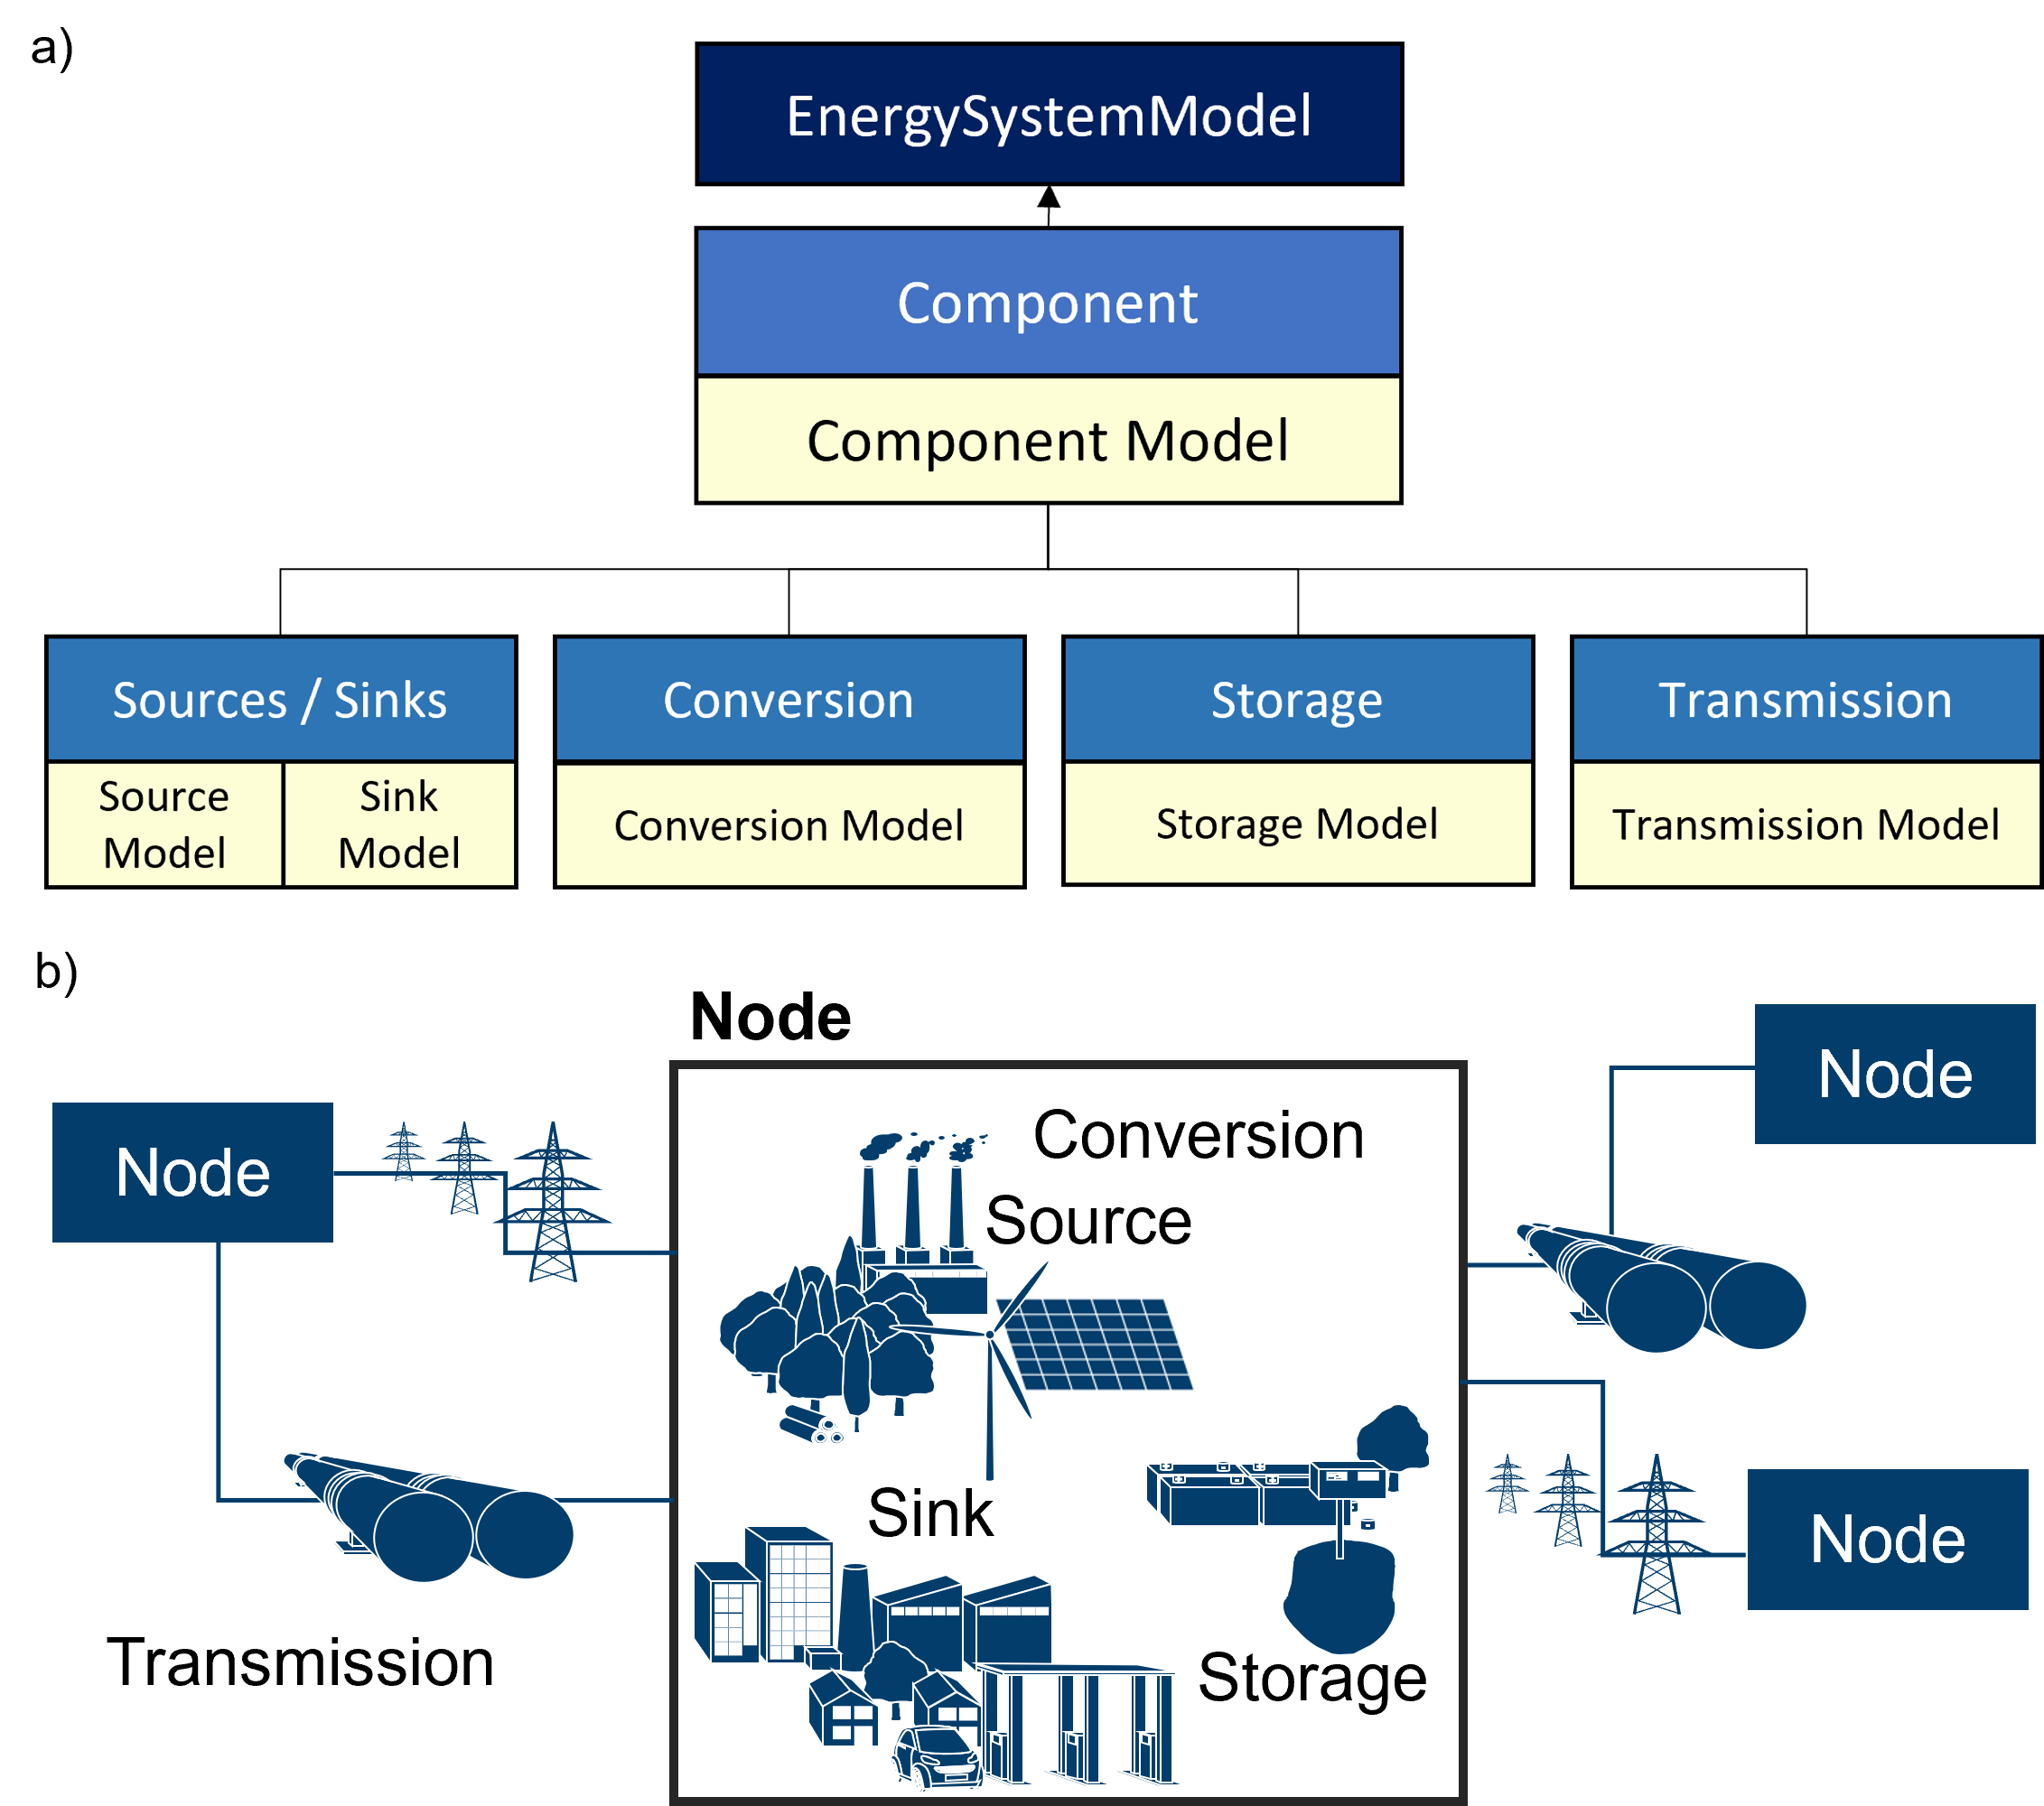 a)
EnergySystemModel
Component
Component Model
Sources / Sinks
Conversion
Storage
Transmission
Source
Model
Sink
Model
Conversion Model
Storage Model
Transmission Model
b)
Node
Node
Node
Conversion
Source
Sink
Storage
Node
Transmission